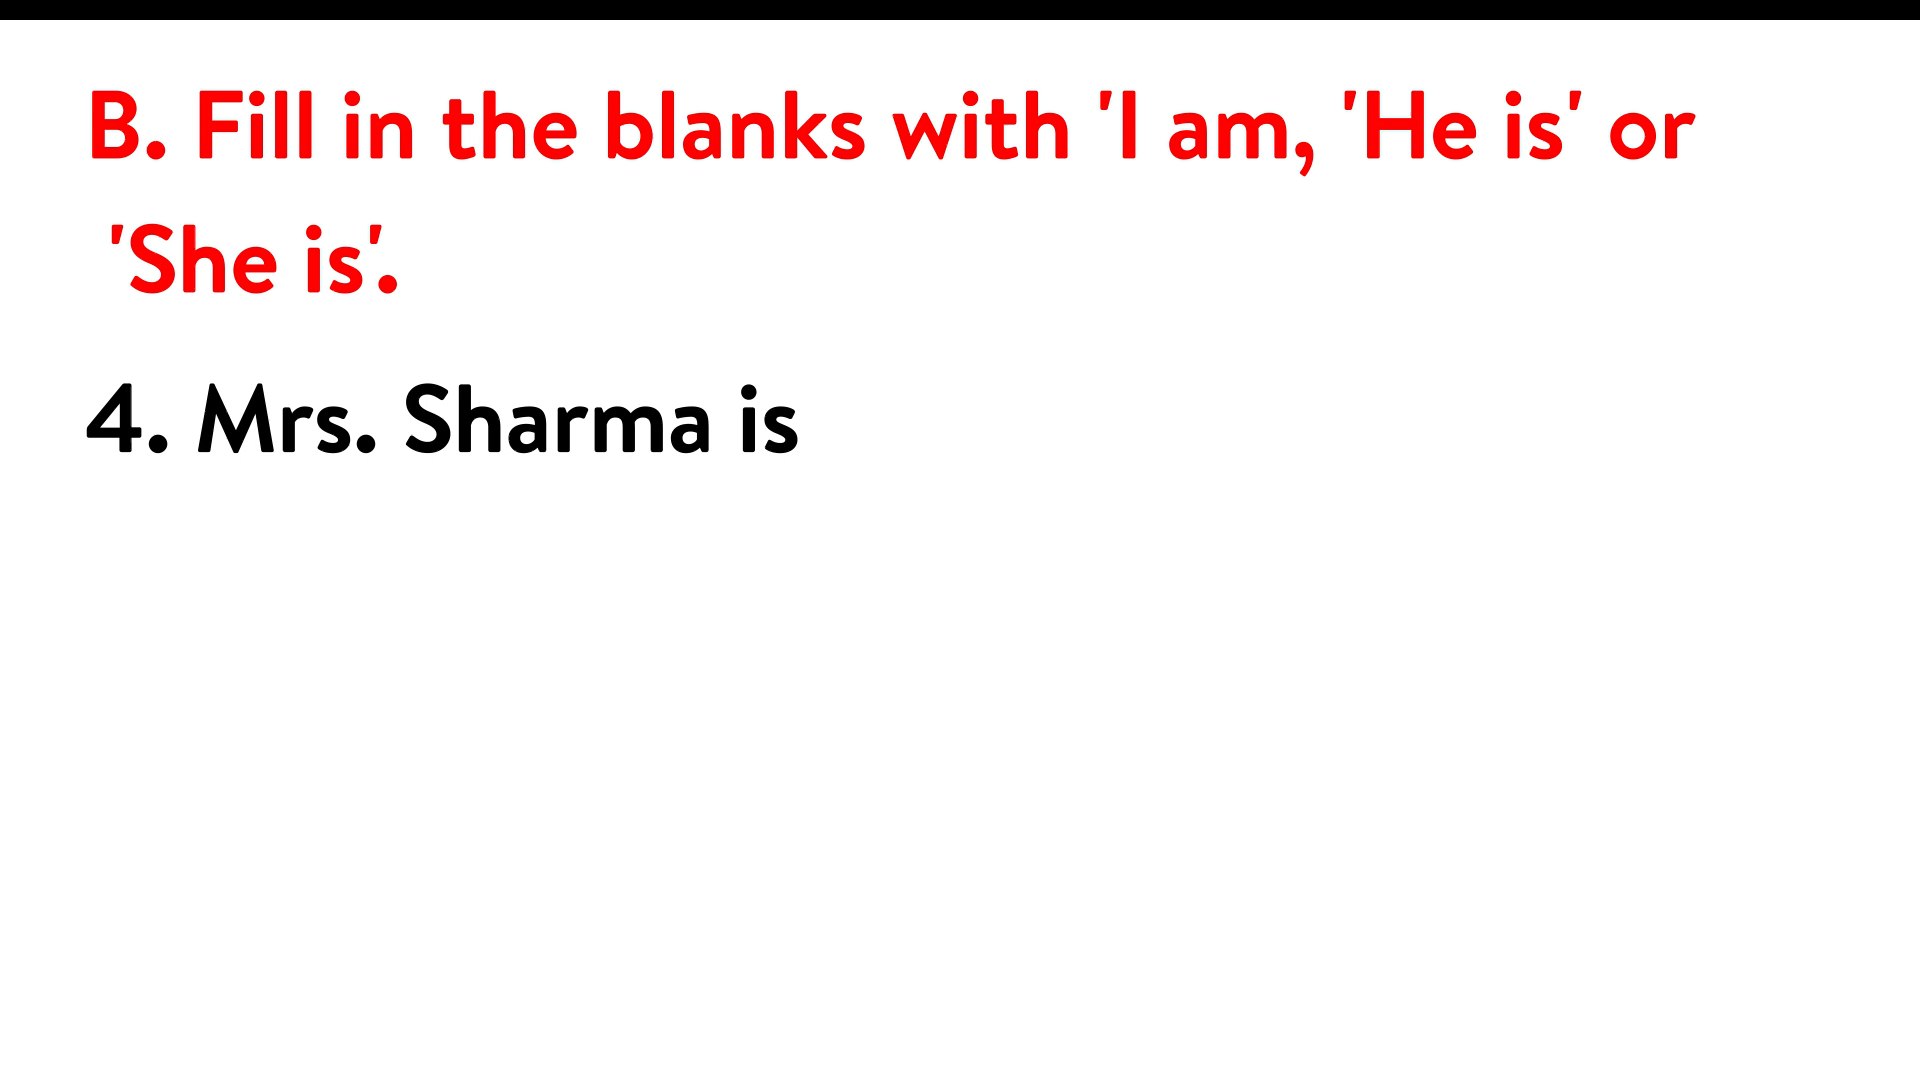 B. Fill in the blanks with 'I am, 'He is' or
'She is'.
4. Mrs. Sharma is